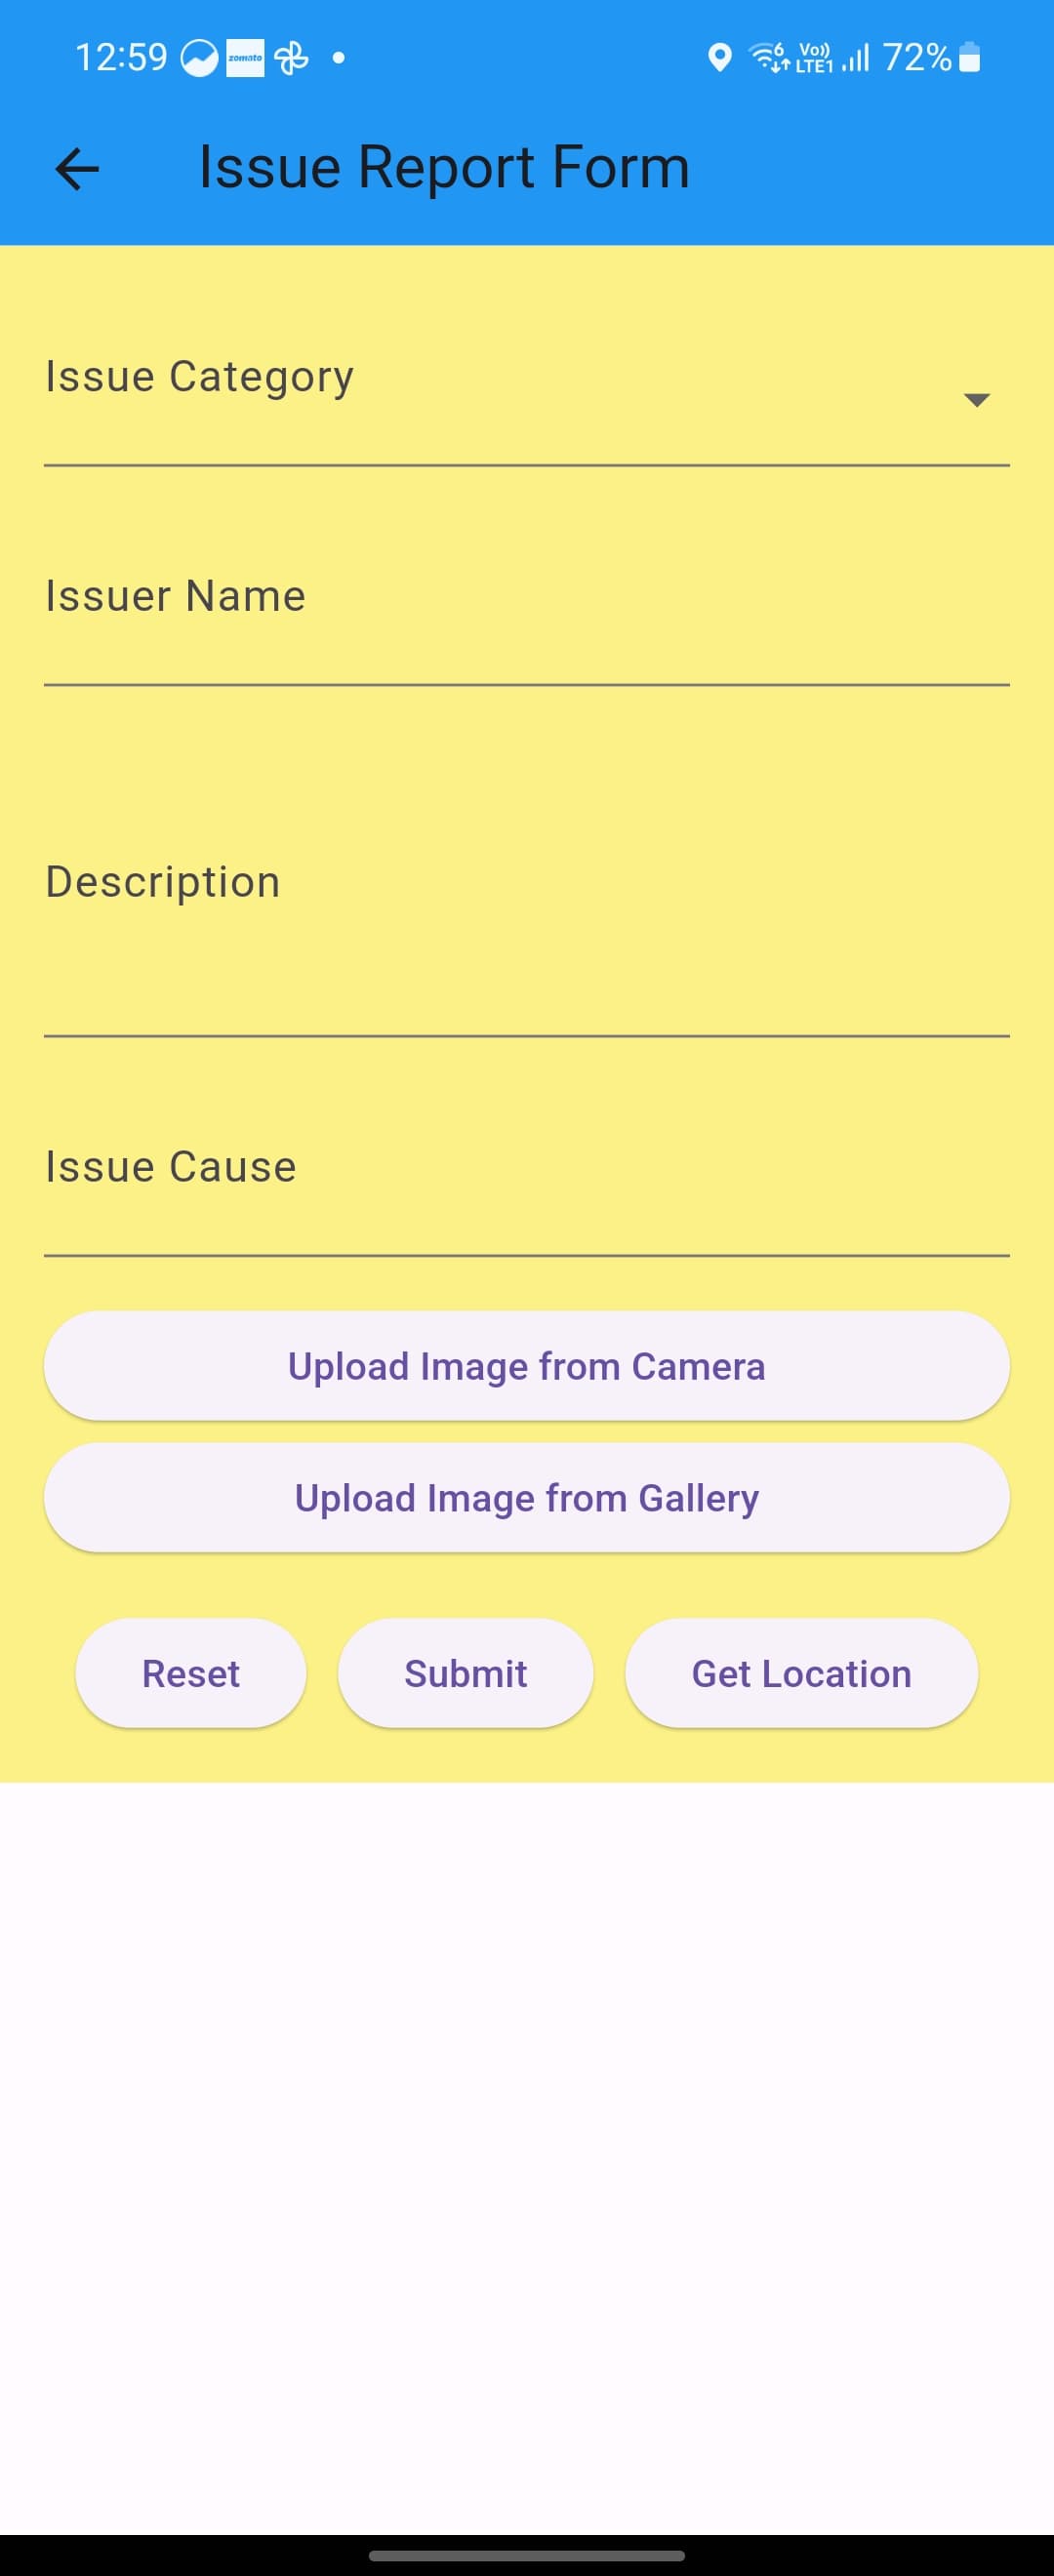 12:59 zomato 6 Vo)) LTE1 72%
Issue Report Form
Issue Category
Issuer Name
Description
Issue Cause
Upload Image from Camera
Upload Image from Gallery
Reset Submit Get Location